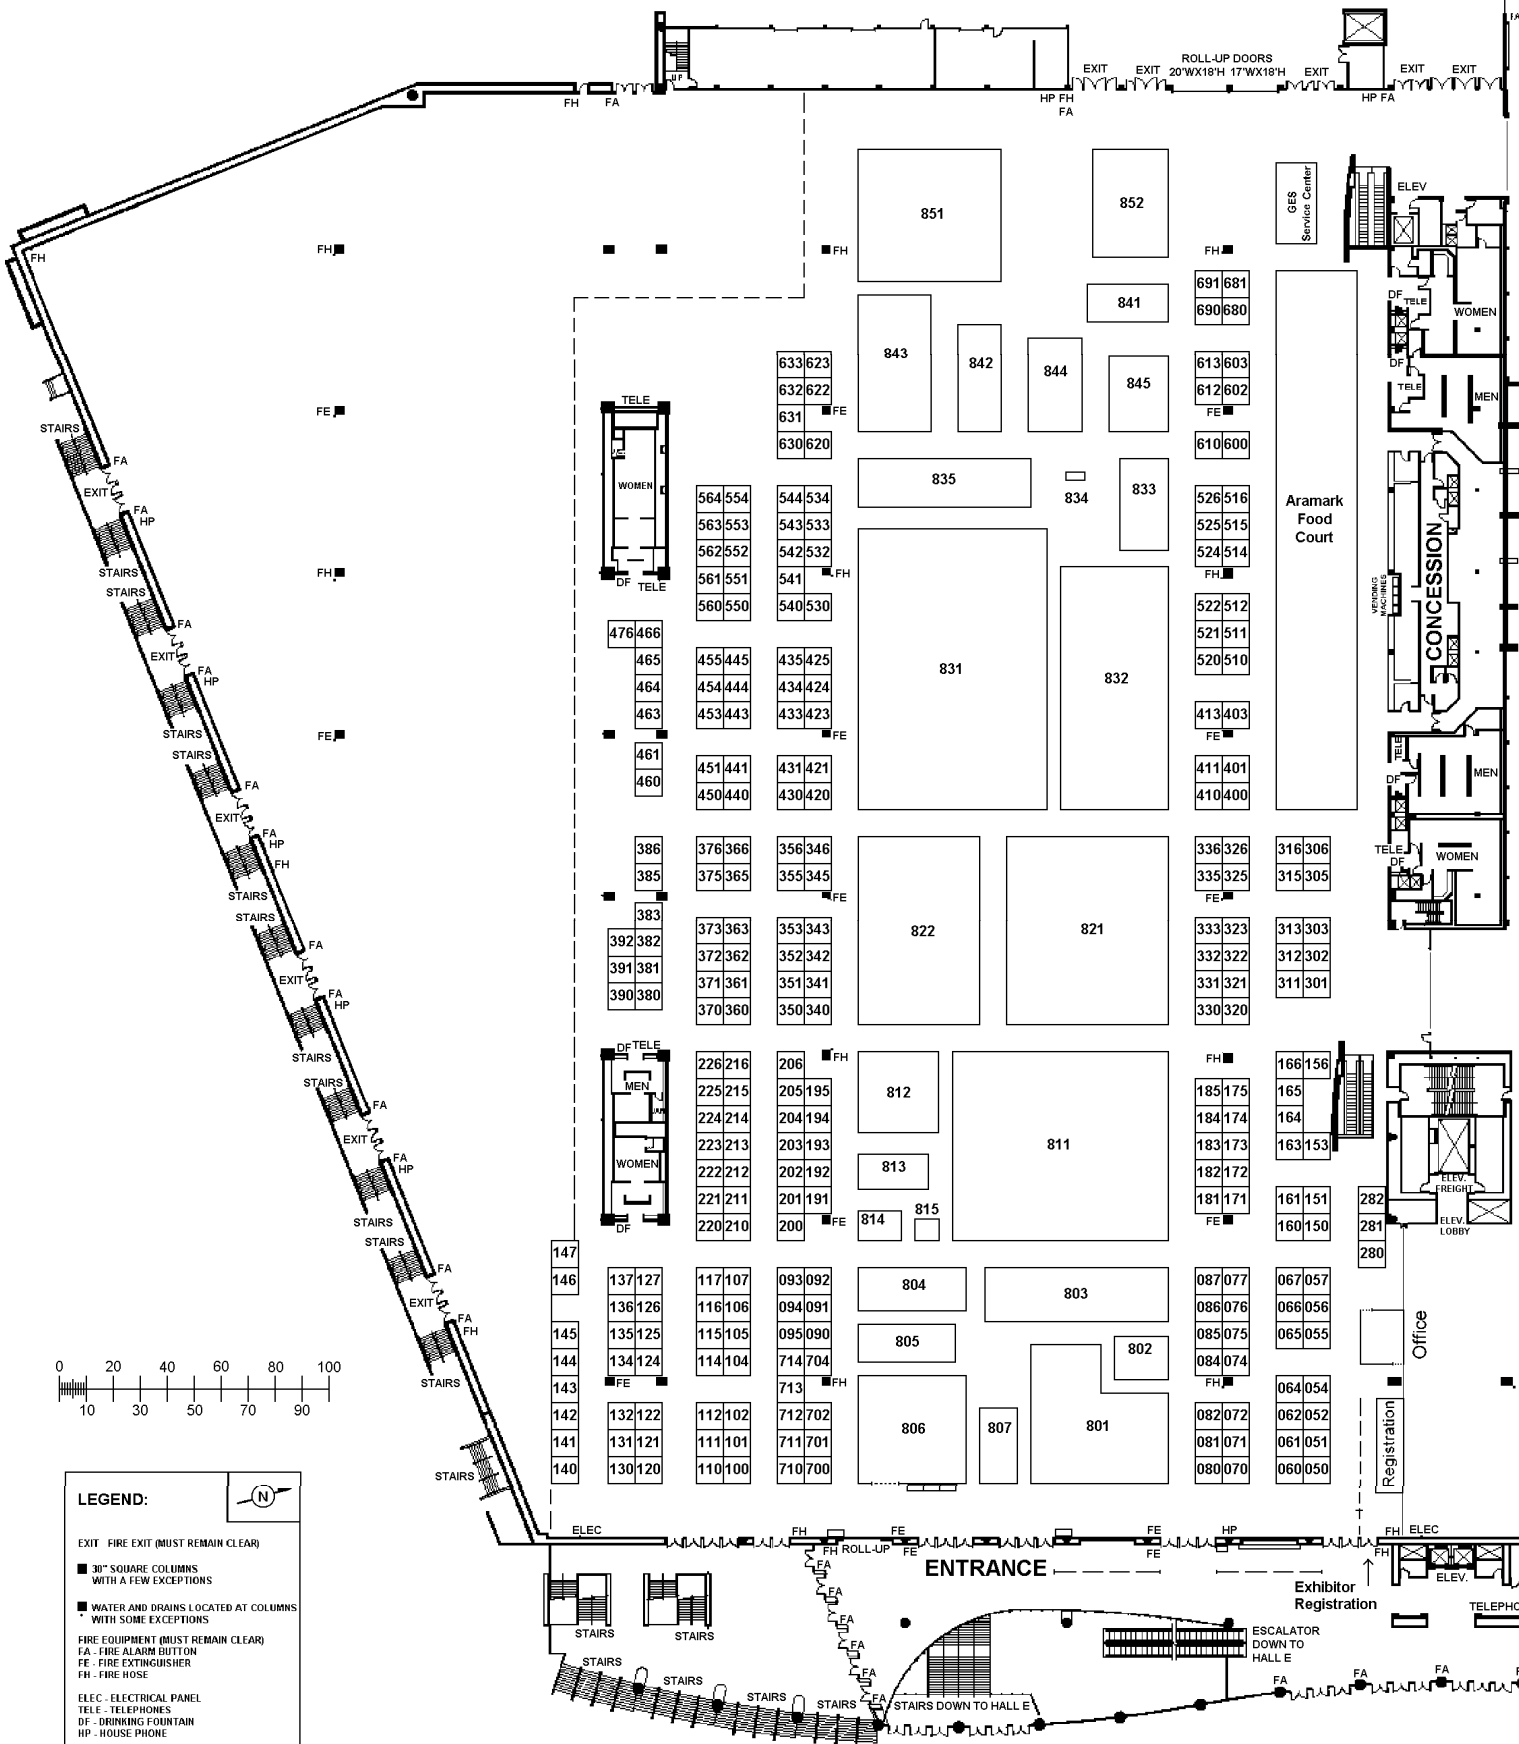 ROLL-UP DOORS
20'WX18'H 17'WX18'H
EXIT EXIT EXIT EXIT EXIT
UP
FH FA HP FH
FA
HP FA
851 852
GES
Service Center
ELEV
FH FH FH FH
691 681
841
DF
TELE
690 680
WOMEN
843 842 844 845
633 623 613 603
DF
632 622 612 602
TELE
MEN
TELE
FE 631 FE FE
STAIRS
630 620 610 600
FA
835 834 833
EXIT
WOMEN
564 554 544 534 526 516
Aramark
Food
Court
FA
HP
563 553 543 533 525 515
562 552 542 532 524 514
CONCESSION
STAIRS
FH 561 551 541 FH FH
DF TELE
VENDING
MACHINES
STAIRS
560 550 540 530 522 512
FA
476 466 521 511
EXIT
465 455 445 435 425 520 510
831 832
FA
HP
464 454 444 434 424
463 453 443 433 423 413 403
STAIRS
FE FE FE
TELE
STAIRS
461
451 441 431 421 411 401
MEN
FA
460
DF
450 440 430 420 410 400
EXIT
FA
HP
386 376 366 356 346 336 326 316 306
TELE
DF
WOMEN
FH
385 375 365 355 345 335 325 315 305
STAIRS
FE FE
STAIRS
383
373 363 353 343 822 821 333 323 313 303
FA
392 382
372 362 352 342 332 322 312 302
391 381
EXIT
371 361 351 341 331 321 311 301
FA
HP
390 380
370 360 350 340 330 320
STAIRS
DF TELE
FH FH
226 216 206 166 156
STAIRS
MEN
225 215 205 195 812 185 175 165
FA
224 214 204 194 184 174 164
EXIT
223 213 203 193 811 183 173 163 153
FA
HP
WOMEN
222 212 202 192 813 182 172
ELEV.
FREIGHT
221 211 201 191 181 171 161 151 282
STAIRS
DF
220 210 200 FE 814 815 FE 160 150 281
ELEV.
LOBBY
STAIRS
147 280
FA
146 137 127 117 107 093 092 804 803 087 077 067 057
EXIT
136 126 116 106 094 091 086 076 066 056
FA
FH
145 135 125 115 105 095 090 805 085 075 065 055
Office
802
144 134 124 114 104 714 704 084 074
STAIRS
143 FE 713 FH FH 064 054
142 132 122 112 102 712 702 806 807 801 082 072 062 052
141 131 121 111 101 711 701 081 071 061 051
140 130 120 110 100 710 700 080 070 060 050
Registration
STAIRS
0 20 40 60 80 100
10 30 50 70 90
LEGEND:
N
EXIT FIRE EXIT (MUST REMAIN CLEAR)
30" SQUARE COLUMNS
WITH A FEW EXCEPTIONS
WATER AND DRAINS LOCATED AT COLUMNS
WITH SOME EXCEPTIONS
FIRE EQUIPMENT (MUST REMAIN CLEAR)
FA - FIRE ALARM BUTTON
FE - FIRE EXTINGUISHER
FH - FIRE HOSE
ELEC - ELECTRICAL PANEL
TELE - TELEPHONES
DF - DRINKING FOUNTAIN
HP - HOUSE PHONE
ELEC FH FE FE HP FH ELEC
FH ROLL-UP FE FE FH
ENTRANCE
Exhibitor
Registration
ELEV.
TELEPHO
FA
FA
FA
FA
FA
FA
FA
STAIRS STAIRS
ESCALATOR
DOWN TO
HALL E
STAIRS STAIRS STAIRS STAIRS
STAIRS DOWN TO HALL E
FA FA FA